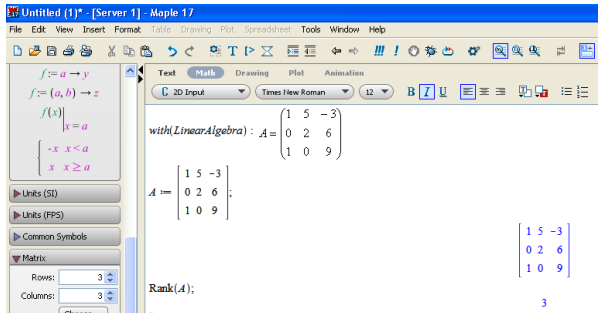 Untitled (1)* - [Server 1] - Maple 17
File Edit View Insert Format Table Drawing Plot Spreadsheet Tools Window Help
Text Math Drawing Plot Animation
C 2D Input Times New Roman 12 B I U
f := a → y
f := (a, b) → z
f(x)|x = a
{ -x x < a
x x ≥ a
Units (SI)
Units (FPS)
Common Symbols
Matrix
Rows: 3
Columns: 3
with(LinearAlgebra) : A =
1 5 -3
0 2 6
1 0 9
A :=
1 5 -3
0 2 6
1 0 9
;
1 5 -3
0 2 6
1 0 9
Rank(A);
3